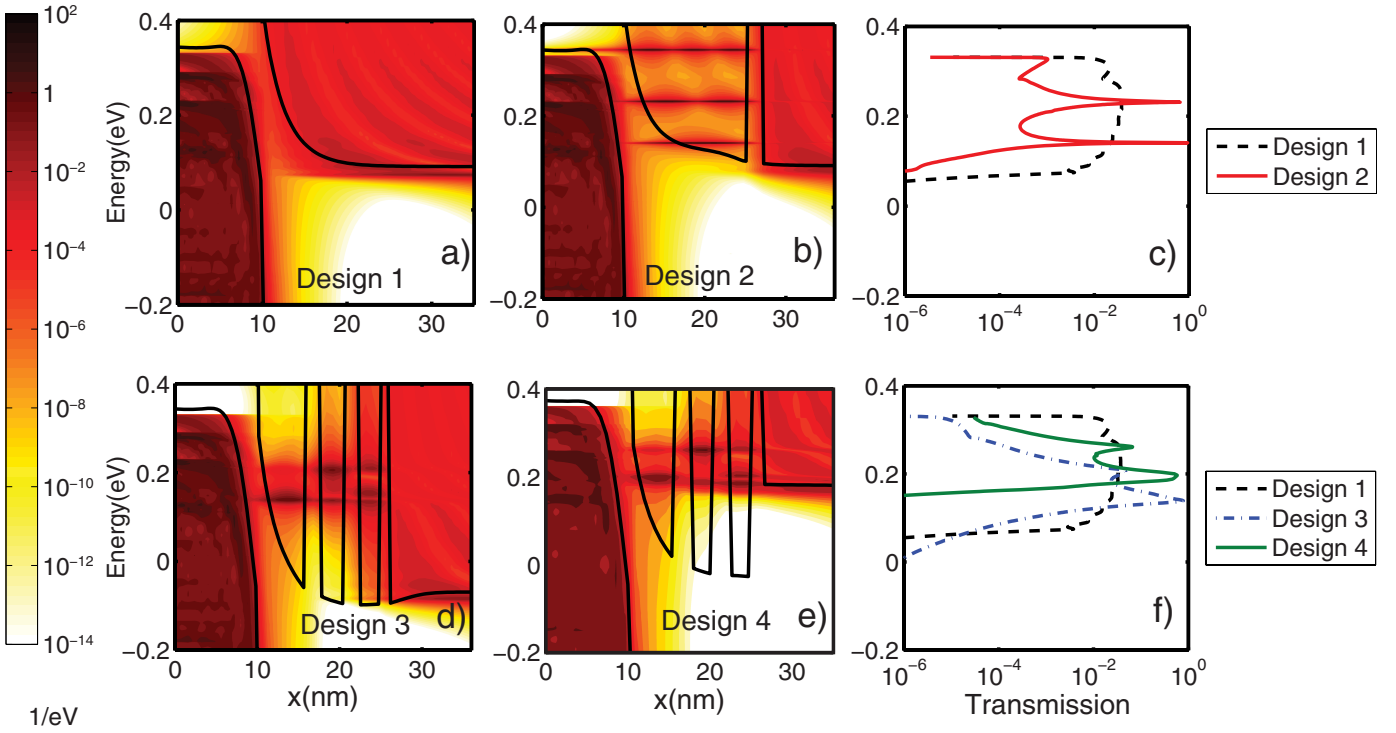 10^2
1
10^−2
10^−4
10^−6
10^−8
10^−10
10^−12
10^−14
1/eV
Energy(eV)
0.4
0.2
0
−0.2
0 10 20 30
Design 1
a)
0.4
0.2
0
−0.2
0 10 20 30
Design 2
b)
0.4
0.2
0
−0.2
10^−6 10^−4 10^−2 10^0
c)
Design 1
Design 2
Energy(eV)
0.4
0.2
0
−0.2
0 10 20 30
x(nm)
Design 3
d)
0.4
0.2
0
−0.2
0 10 20 30
x(nm)
Design 4
e)
0.4
0.2
0
−0.2
10^−6 10^−4 10^−2 10^0
Transmission
f)
Design 1
Design 3
Design 4